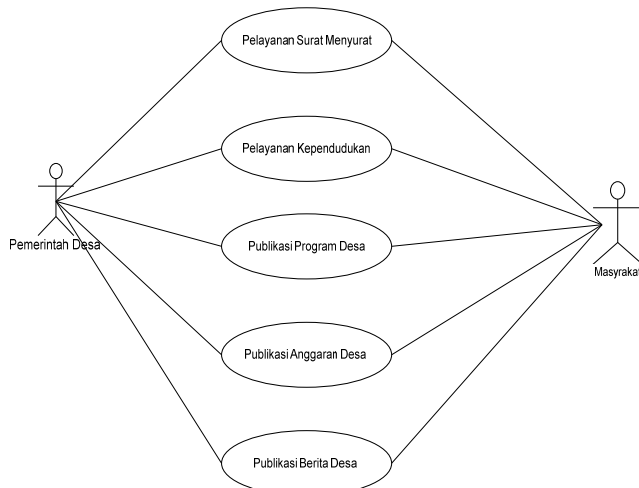 Pelayanan Surat Menyurat
Pelayanan Kependudukan
Pemerintah Desa
Publikasi Program Desa
Masyrakat
Publikasi Anggaran Desa
Publikasi Berita Desa